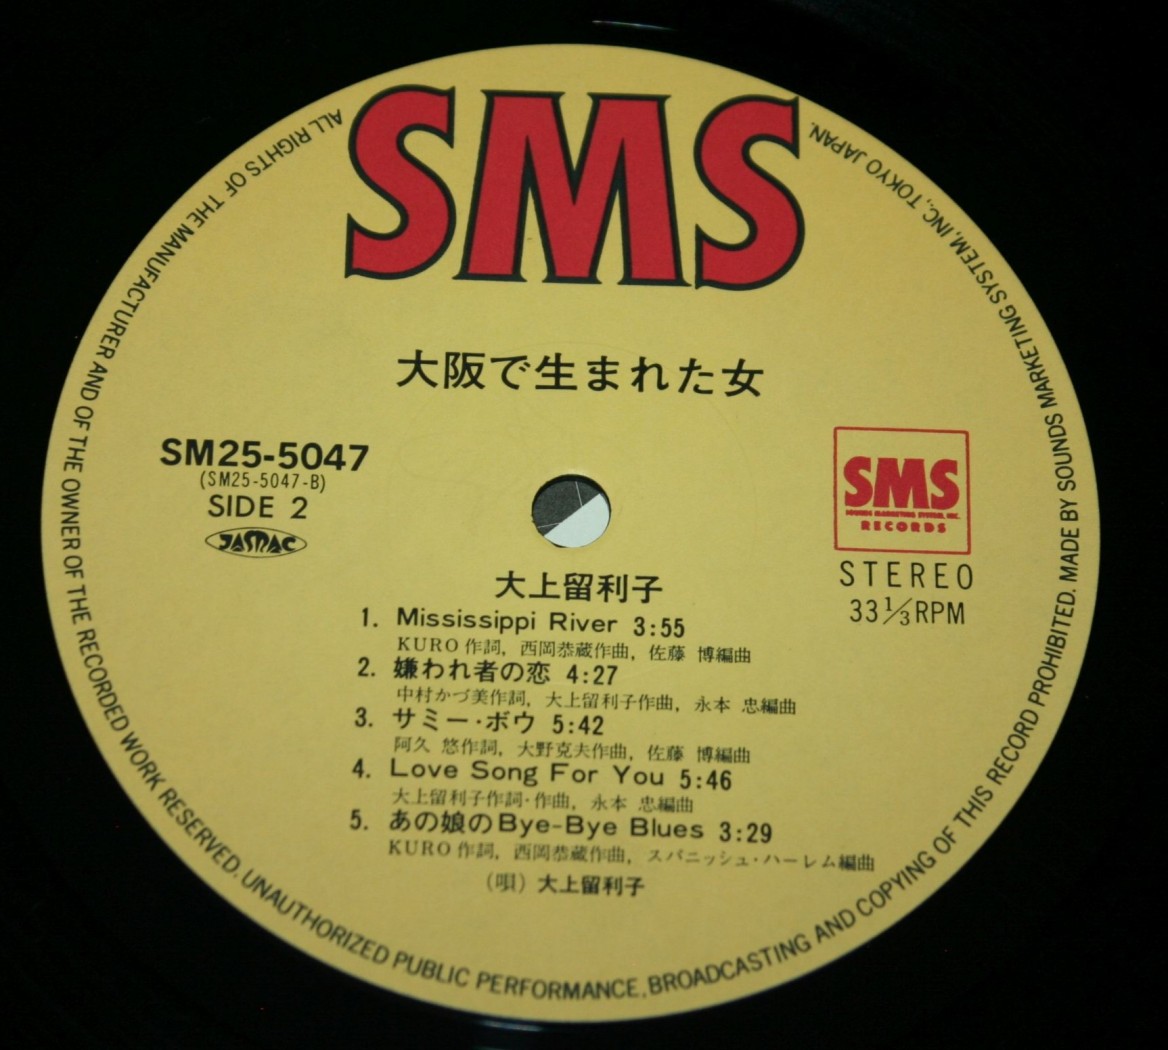 SMS
大阪で生まれた女
SM25-5047
(SM25-5047-B)
SIDE 2
JASRAC
SMS
SOUNDS MARKETING SYSTEM, INC.
RECORDS
STEREO
33 1/3 RPM
大上留利子
1. Mississippi River 3:55
KURO作詞, 西岡恭蔵作曲, 佐藤 博編曲
2. 嫌われ者の恋 4:27
中村かづ美作詞, 大上留利子作曲, 永本 忠編曲
3. サミー・ボウ 5:42
阿久 悠作詞, 大野克夫作曲, 佐藤 博編曲
4. Love Song For You 5:46
大上留利子作詞・作曲, 永本 忠編曲
5. あの娘のBye-Bye Blues 3:29
KURO作詞, 西岡恭蔵作曲, スパニッシュ・ハーレム編曲
(唄) 大上留利子
ALL RIGHTS OF THE MANUFACTURER AND OF THE OWNER OF THE RECORDED WORK RESERVED. UNAUTHORIZED PUBLIC PERFORMANCE, BROADCASTING AND COPYING OF THIS RECORD PROHIBITED. MADE BY SOUNDS MARKETING SYSTEM, INC., TOKYO JAPAN.